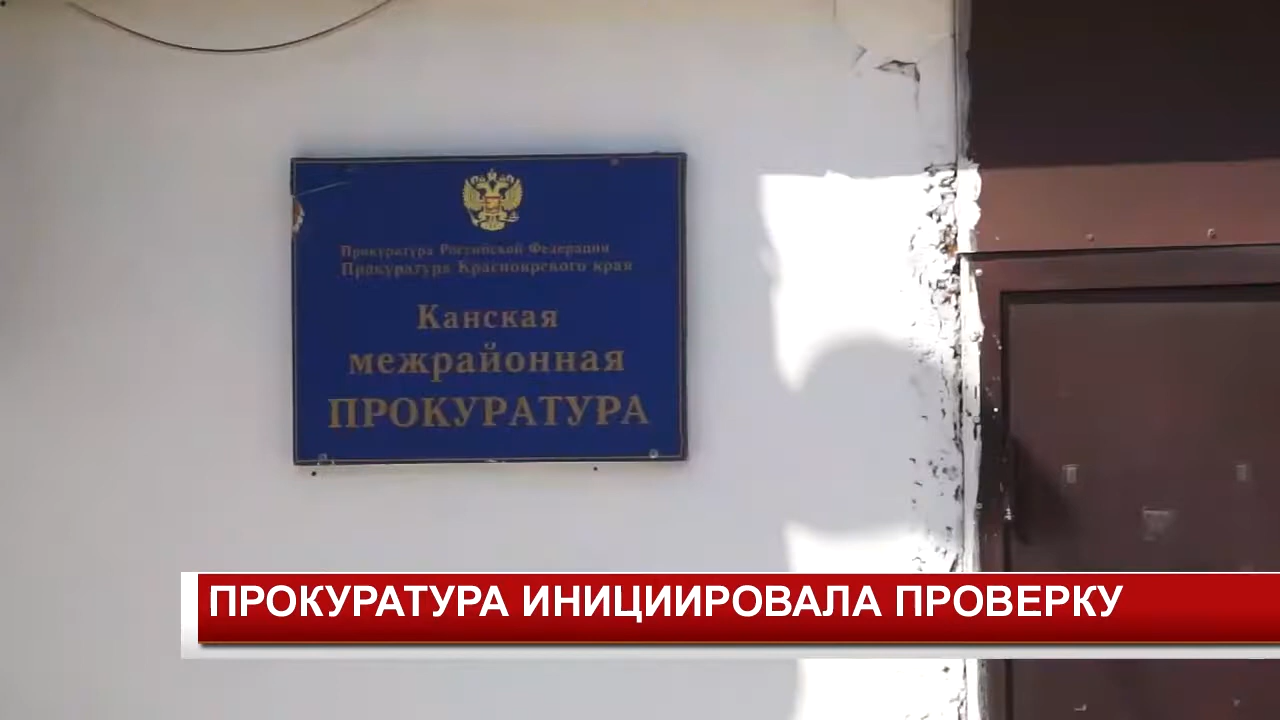 Прокуратура Российской Федерации
Прокуратура Красноярского края
Канская
межрайонная
ПРОКУРАТУРА
ПРОКУРАТУРА ИНИЦИИРОВАЛА ПРОВЕРКУ